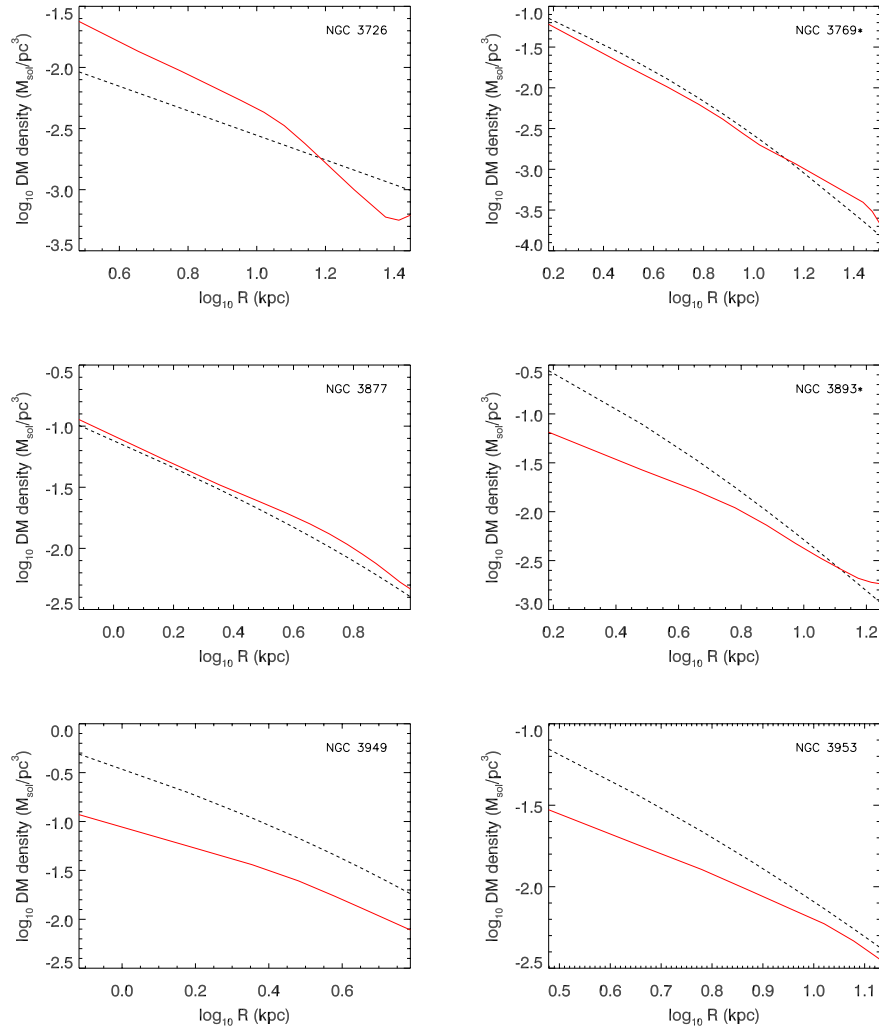 NGC 3726
-1.5
-2.0
-2.5
-3.0
-3.5
log₁₀ DM density (M_sol/pc³)
0.6 0.8 1.0 1.2 1.4
log₁₀ R (kpc)
NGC 3769*
-1.0
-1.5
-2.0
-2.5
-3.0
-3.5
-4.0
log₁₀ DM density (M_sol/pc³)
0.2 0.4 0.6 0.8 1.0 1.2 1.4
log₁₀ R (kpc)
NGC 3877
-0.5
-1.0
-1.5
-2.0
-2.5
log₁₀ DM density (M_sol/pc³)
0.0 0.2 0.4 0.6 0.8
log₁₀ R (kpc)
NGC 3893*
-0.5
-1.0
-1.5
-2.0
-2.5
-3.0
log₁₀ DM density (M_sol/pc³)
0.2 0.4 0.6 0.8 1.0 1.2
log₁₀ R (kpc)
NGC 3949
0.0
-0.5
-1.0
-1.5
-2.0
-2.5
log₁₀ DM density (M_sol/pc³)
0.0 0.2 0.4 0.6
log₁₀ R (kpc)
NGC 3953
-1.0
-1.5
-2.0
-2.5
log₁₀ DM density (M_sol/pc³)
0.5 0.6 0.7 0.8 0.9 1.0 1.1
log₁₀ R (kpc)